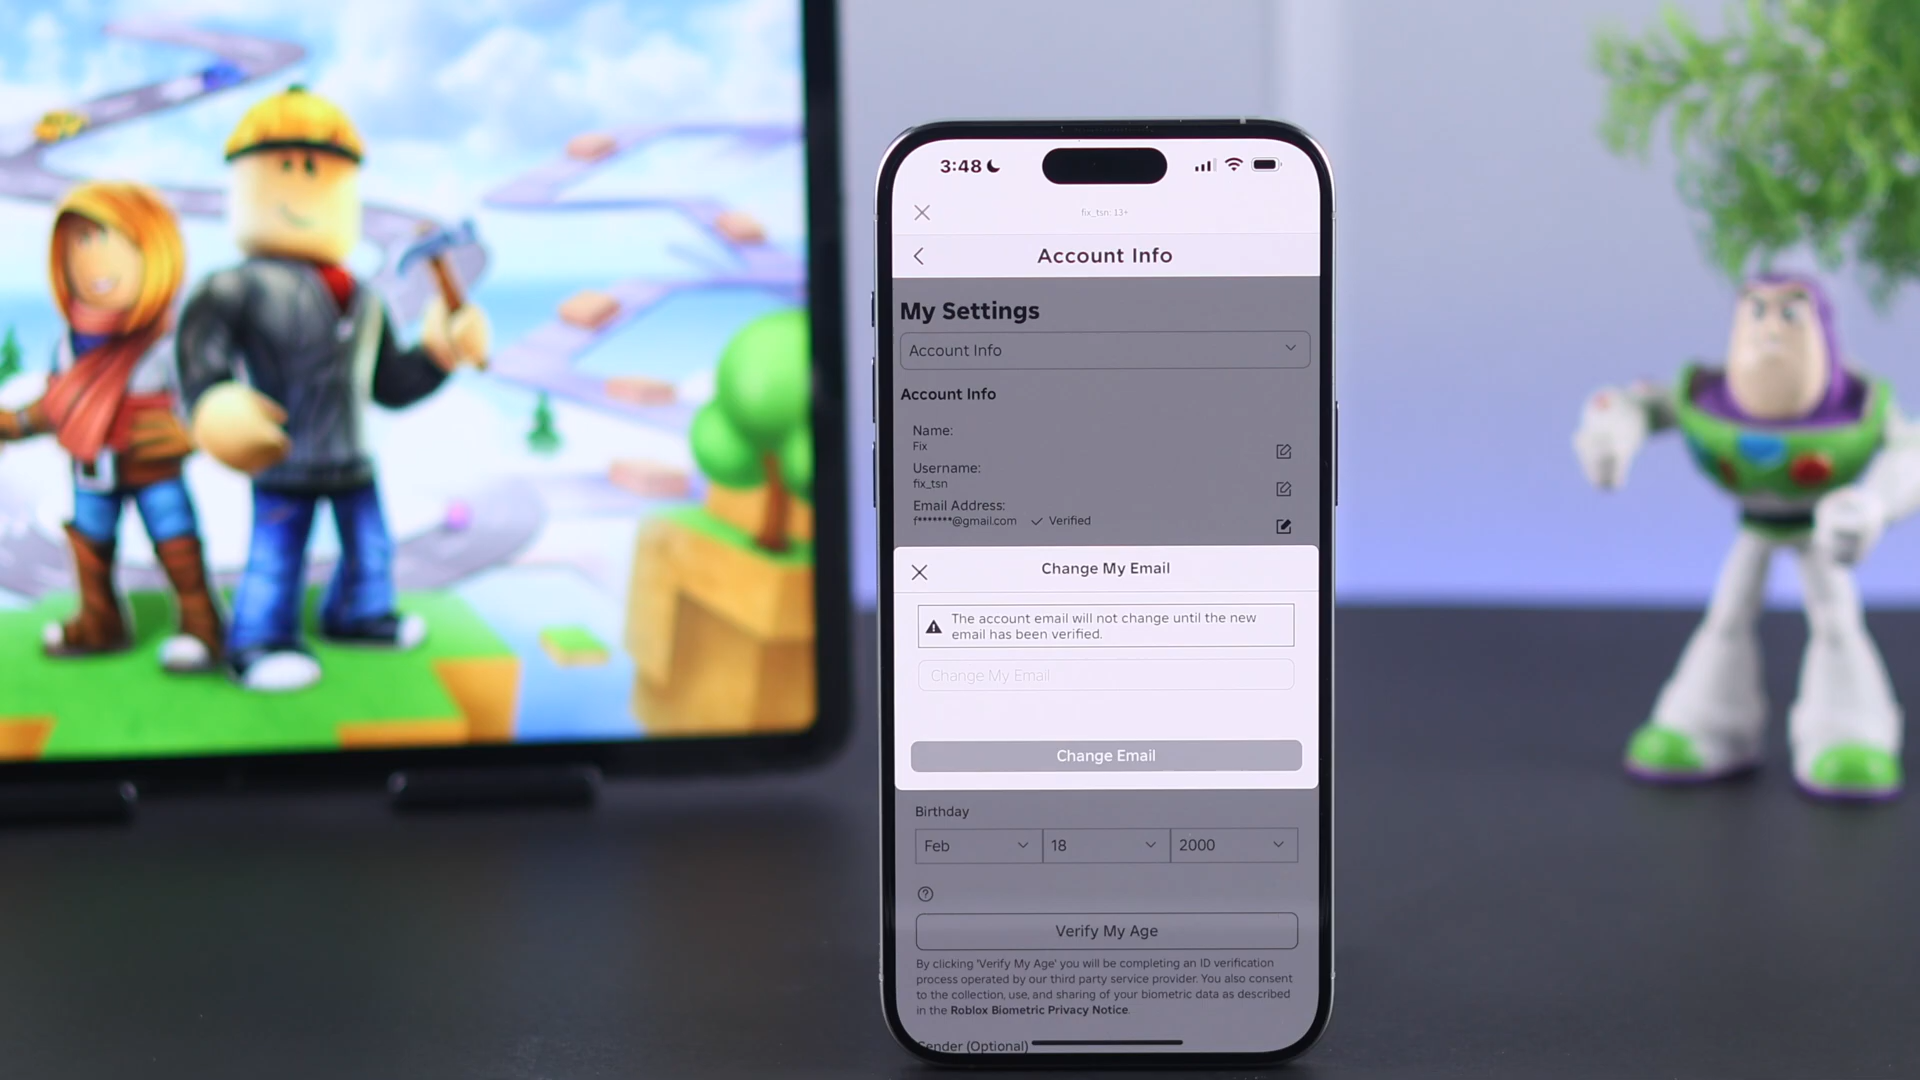 3:48
fix_tsn: 13+
Account Info
My Settings
Account Info
Account Info
Name:
Fix
Username:
fix_tsn
Email Address:
f*******@gmail.com Verified
Change My Email
The account email will not change until the new
email has been verified.
Change My Email
Change Email
Birthday
Feb 18 2000
Verify My Age
By clicking 'Verify My Age' you will be completing an ID verification
process operated by our third party service provider. You also consent
to the collection, use, and sharing of your biometric data as described
in the Roblox Biometric Privacy Notice.
Gender (Optional)